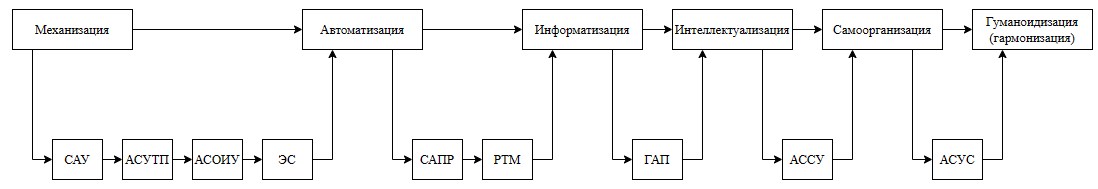 Механизация
Автоматизация
Информатизация
Интеллектуализация
Самоорганизация
Гуманоидизация
(гармонизация)
САУ
АСУТП
АСОИУ
ЭС
САПР
РТМ
ГАП
АССУ
АСУС